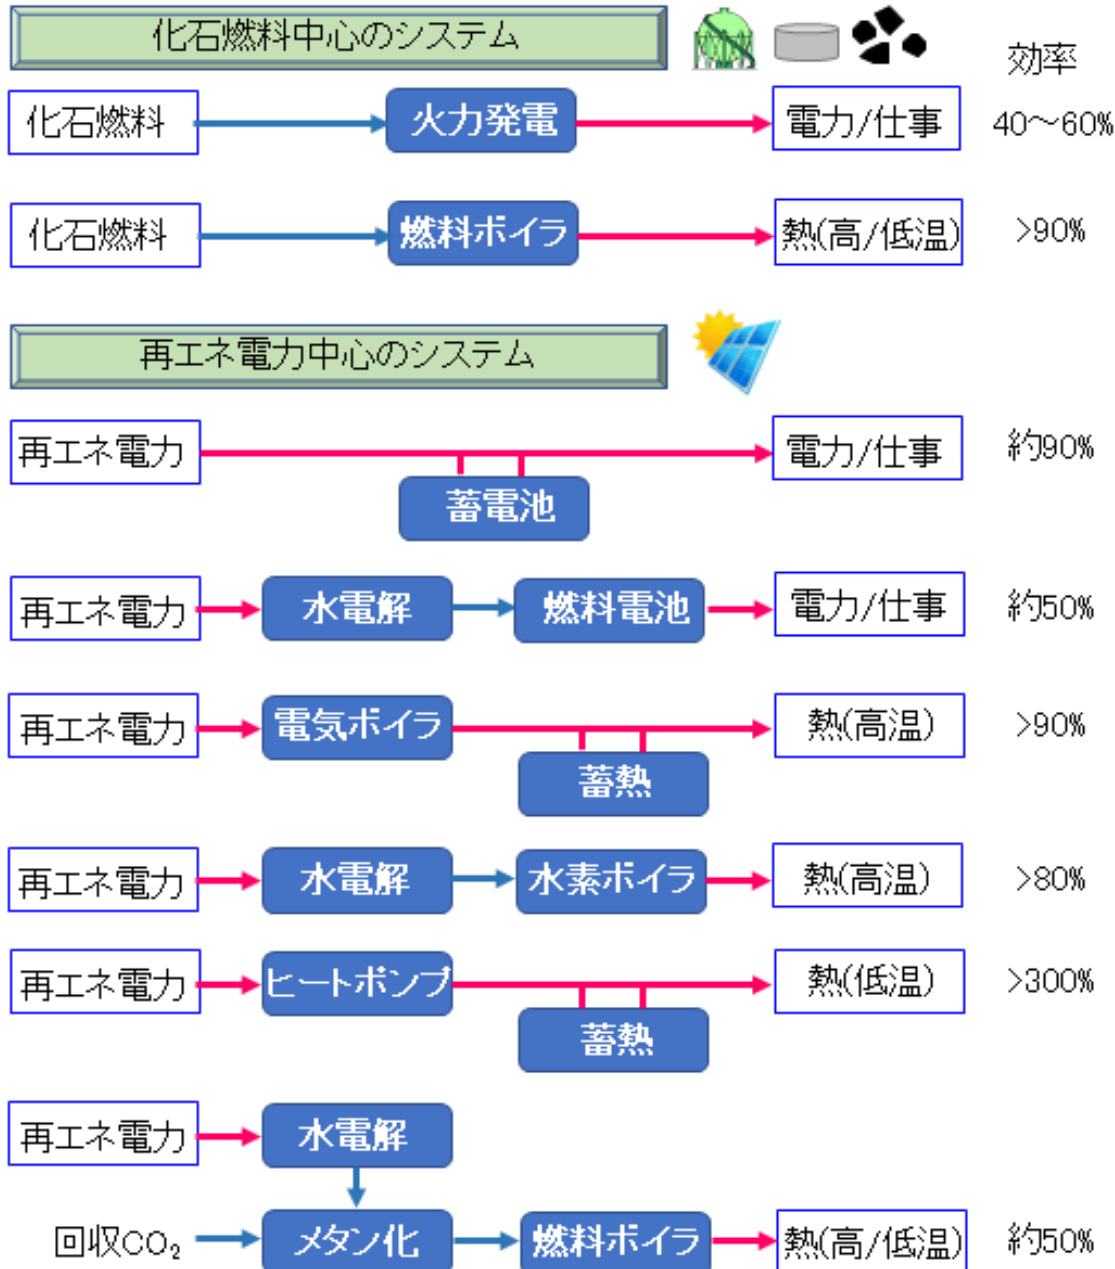 化石燃料中心のシステム
効率
化石燃料 火力発電 電力/仕事 40～60%
化石燃料 燃料ボイラ 熱(高/低温) >90%
再エネ電力中心のシステム
再エネ電力 電力/仕事 約90%
蓄電池
再エネ電力 水電解 燃料電池 電力/仕事 約50%
再エネ電力 電気ボイラ 熱(高温) >90%
蓄熱
再エネ電力 水電解 水素ボイラ 熱(高温) >80%
再エネ電力 ヒートポンプ 熱(低温) >300%
蓄熱
再エネ電力 水電解
回収CO₂ メタン化 燃料ボイラ 熱(高/低温) 約50%